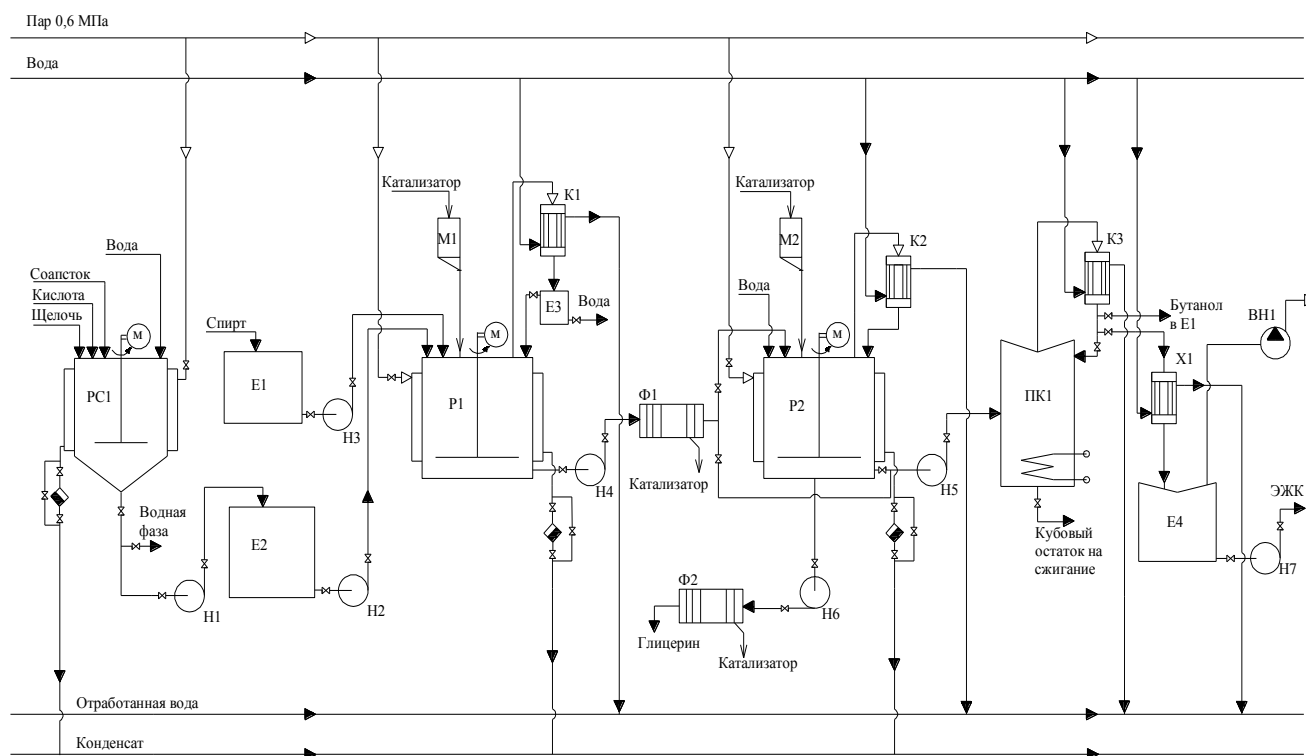 Пар 0,6 МПа
Вода
Катализатор
Катализатор
К1
М1
М2
К2
К3
Вода
Соапсток
Кислота
Щелочь
М
Спирт
Е3
Вода
М
Вода
М
Бутанол
в Е1
ВН1
Х1
РС1
Е1
Н3
Р1
Ф1
Р2
ПК1
Н4
Катализатор
Н5
Водная
фаза
Е2
Е4
ЭЖК
Кубовый
остаток на
сжигание
Н7
Н1
Н2
Ф2
Н6
Глицерин
Катализатор
Отработанная вода
Конденсат